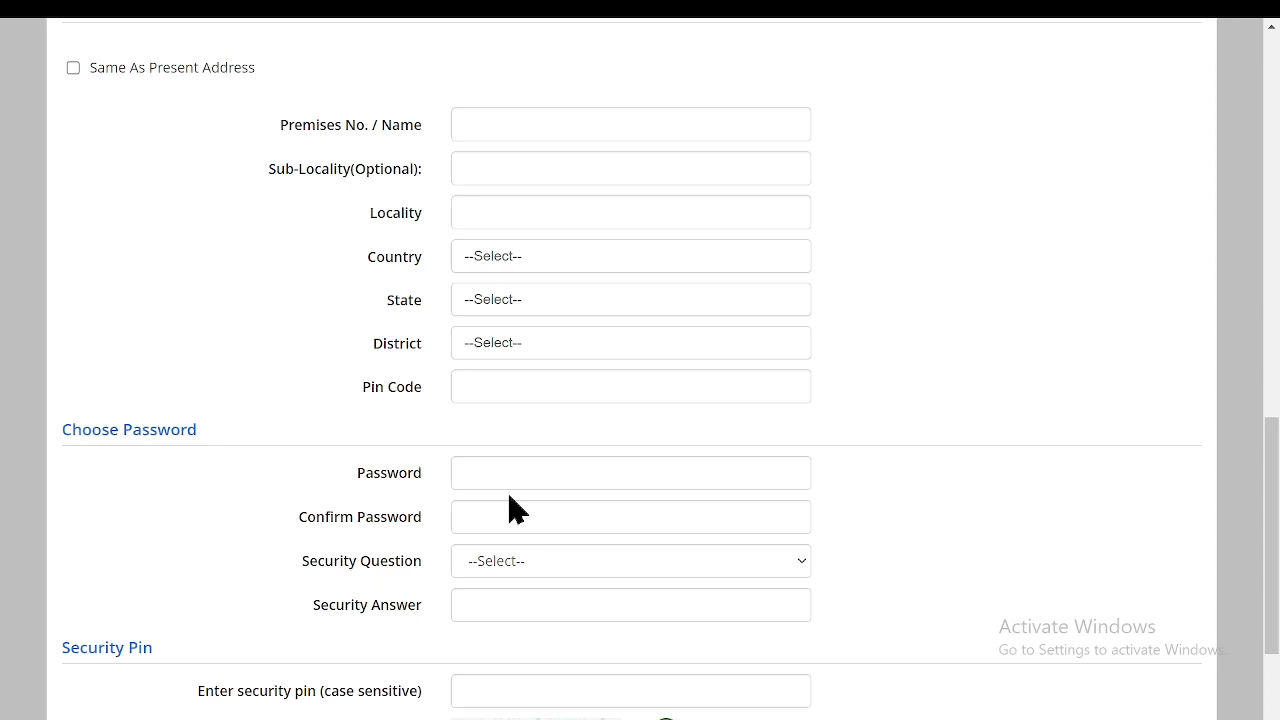 Same As Present Address
Premises No. / Name
Sub-Locality(Optional):
Locality
Country --Select--
State --Select--
District --Select--
Pin Code
Choose Password
Password
Confirm Password
Security Question --Select--
Security Answer
Activate Windows
Security Pin
Go to Settings to activate Windows.
Enter security pin (case sensitive)